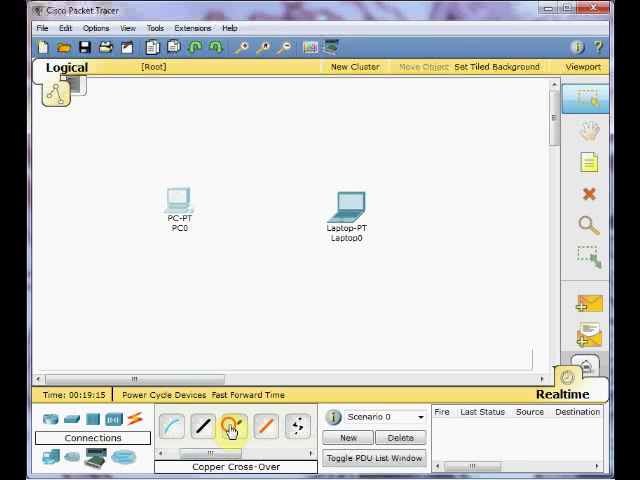 Cisco Packet Tracer
File Edit Options View Tools Extensions Help
Logical [Root] New Cluster Move Object Set Tiled Background Viewport
PC-PT
PC0
Laptop-PT
Laptop0
Time: 00:19:15 Power Cycle Devices Fast Forward Time Realtime
Connections
Copper Cross-Over
Scenario 0
New Delete
Toggle PDU List Window
Fire Last Status Source Destination